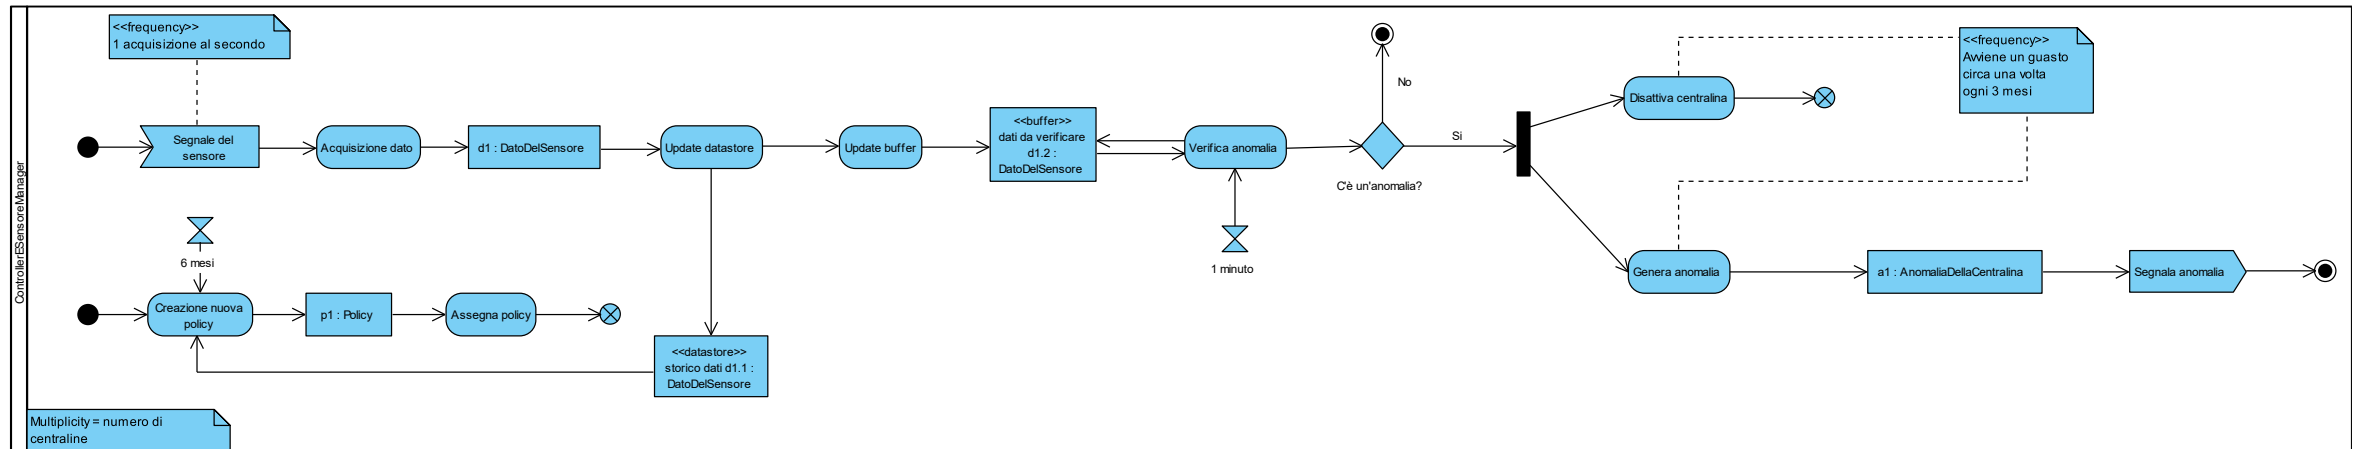 ControllerESensoreManager
<<frequency>>
1 acquisizione al secondo
Segnale del
sensore
Acquisizione dato
d1 : DatoDelSensore
Update datastore
Update buffer
<<buffer>>
dati da verificare
d1.2 :
DatoDelSensore
Verifica anomalia
1 minuto
C'è un'anomalia?
No
Si
Disattiva centralina
<<frequency>>
Avviene un guasto
circa una volta
ogni 3 mesi
Genera anomalia
a1 : AnomaliaDellaCentralina
Segnala anomalia
6 mesi
Creazione nuova
policy
p1 : Policy
Assegna policy
<<datastore>>
storico dati d1.1 :
DatoDelSensore
Multiplicity = numero di
centraline